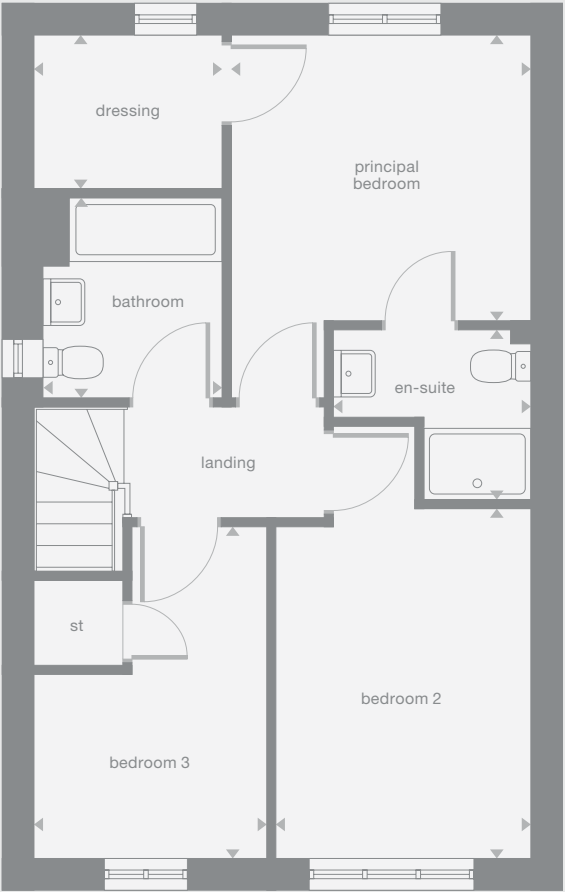 dressing
principal
bedroom
bathroom
en-suite
landing
st
bedroom 2
bedroom 3